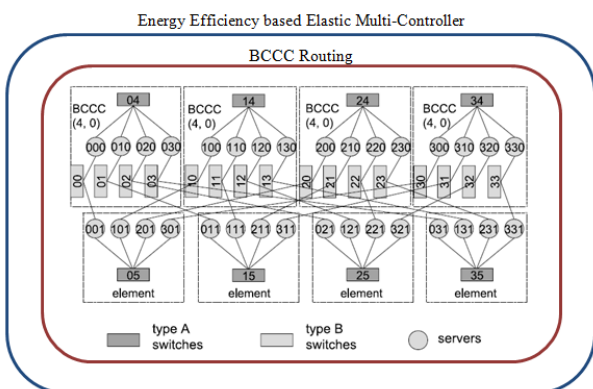 Energy Efficiency based Elastic Multi-Controller
BCCC Routing
04 14 24 34
BCCC BCCC BCCC BCCC
(4, 0) (4, 0) (4, 0) (4, 0)
000 010 020 030 100 110 120 130 200 210 220 230 300 310 320 330
00 01 02 03 10 11 12 13 20 21 22 23 30 31 32 33
001 101 201 301 011 111 211 311 021 121 221 321 031 131 231 331
05 15 25 35
element element element element
type A type B servers
switches switches